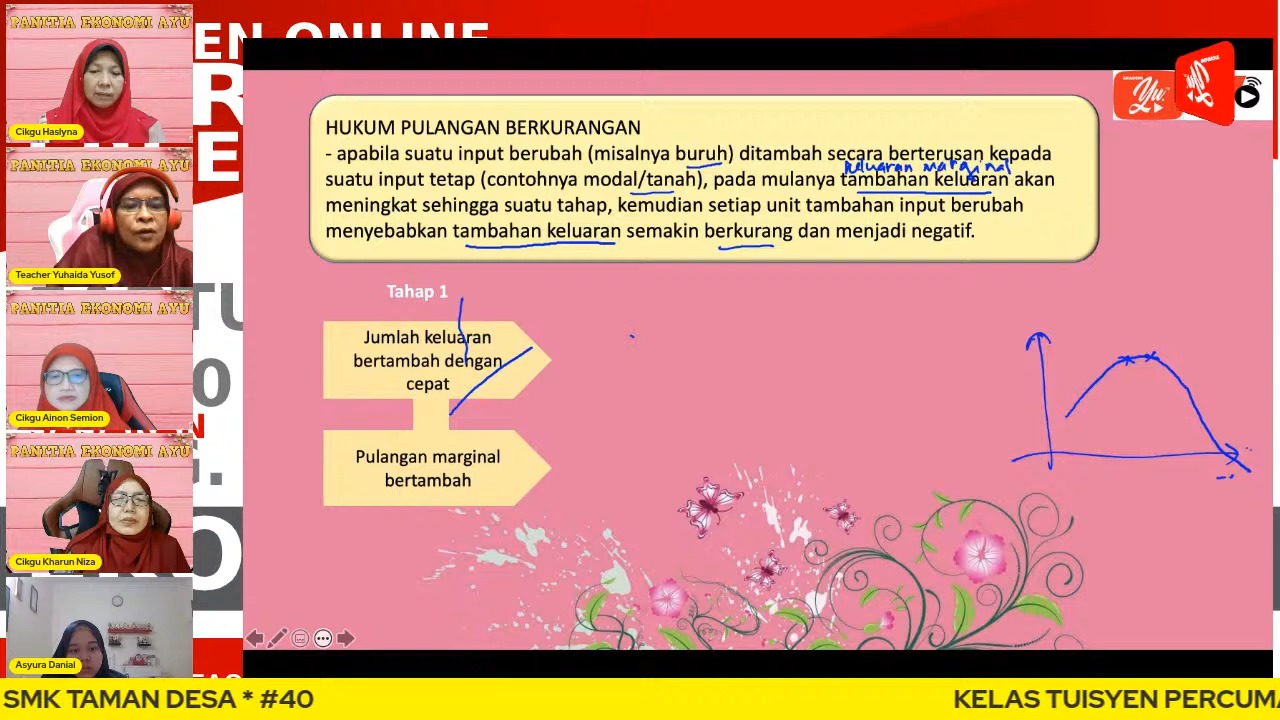 PANITIA EKONOMI AYU
Cikgu Haslyna
PANITIA EKONOMI AYU
Teacher Yuhaida Yusof
PANITIA EKONOMI AYU
Cikgu Ainon Semion
PANITIA EKONOMI AYU
Cikgu Kharun Niza
Asyura Danial
EN ONLINE
HUKUM PULANGAN BERKURANGAN
- apabila suatu input berubah (misalnya buruh) ditambah secara berterusan kepada
keluaran marginal
suatu input tetap (contohnya modal/tanah), pada mulanya tambahan keluaran akan
meningkat sehingga suatu tahap, kemudian setiap unit tambahan input berubah
menyebabkan tambahan keluaran semakin berkurang dan menjadi negatif.
Tahap 1
Jumlah keluaran
bertambah dengan
cepat
Pulangan marginal
bertambah
SMK TAMAN DESA * #40
KELAS TUISYEN PERCUMA